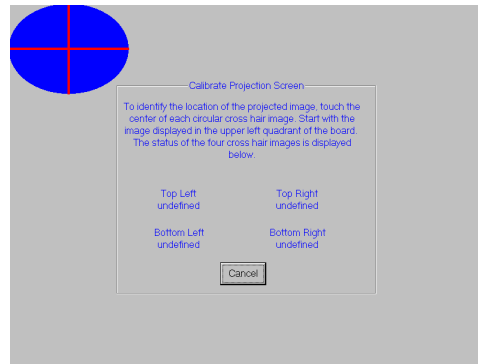 Calibrate Projection Screen
To identify the location of the projected image, touch the
center of each circular cross hair image. Start with the
image displayed in the upper left quadrant of the board.
The status of the four cross hair images is displayed
below.
Top Left Top Right
undefined undefined
Bottom Left Bottom Right
undefined undefined
Cancel